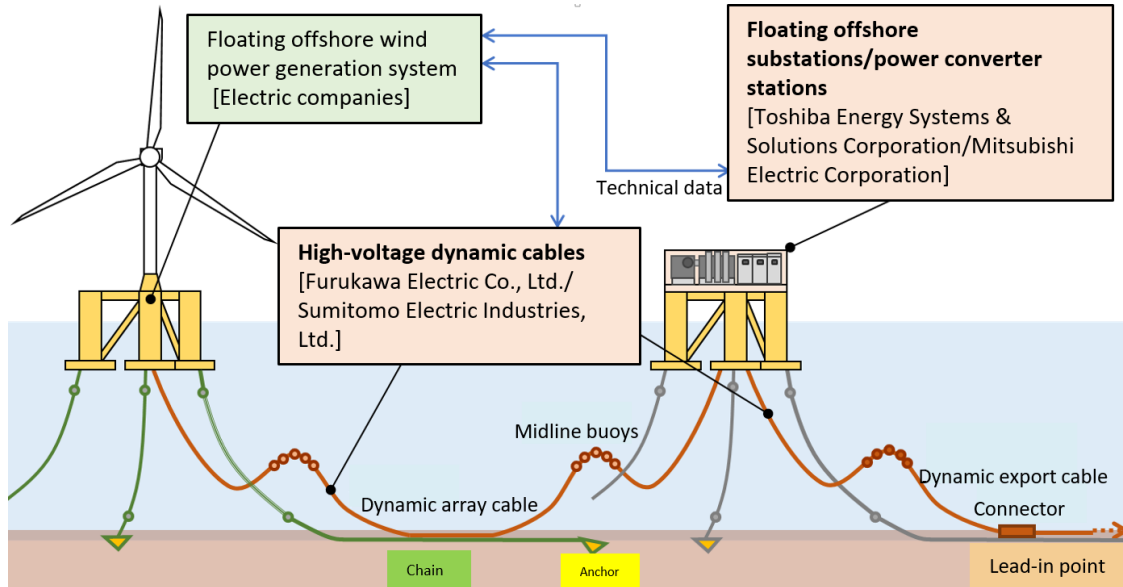 Floating offshore wind
power generation system
[Electric companies]
Floating offshore
substations/power converter
stations
[Toshiba Energy Systems &
Solutions Corporation/Mitsubishi
Electric Corporation]
Technical data
High-voltage dynamic cables
[Furukawa Electric Co., Ltd./
Sumitomo Electric Industries,
Ltd.]
Midline buoys
Dynamic array cable
Dynamic export cable
Connector
Chain
Anchor
Lead-in point